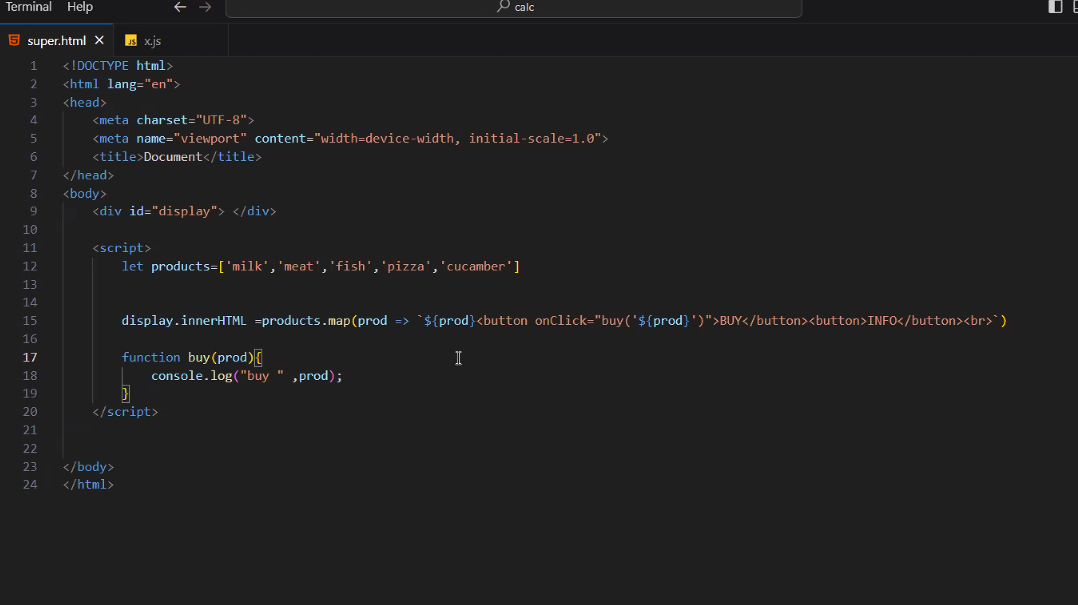 Terminal Help calc
super.html x.js
1 <!DOCTYPE html>
2 <html lang="en">
3 <head>
4 <meta charset="UTF-8">
5 <meta name="viewport" content="width=device-width, initial-scale=1.0">
6 <title>Document</title>
7 </head>
8 <body>
9 <div id="display"> </div>
10
11 <script>
12 let products=['milk','meat','fish','pizza','cucamber']
13
14
15 display.innerHTML =products.map(prod => `${prod}<button onClick="buy('${prod}')">BUY</button><button>INFO</button><br>`)
16
17 function buy(prod){
18 console.log("buy " ,prod);
19 }
20 </script>
21
22
23 </body>
24 </html>